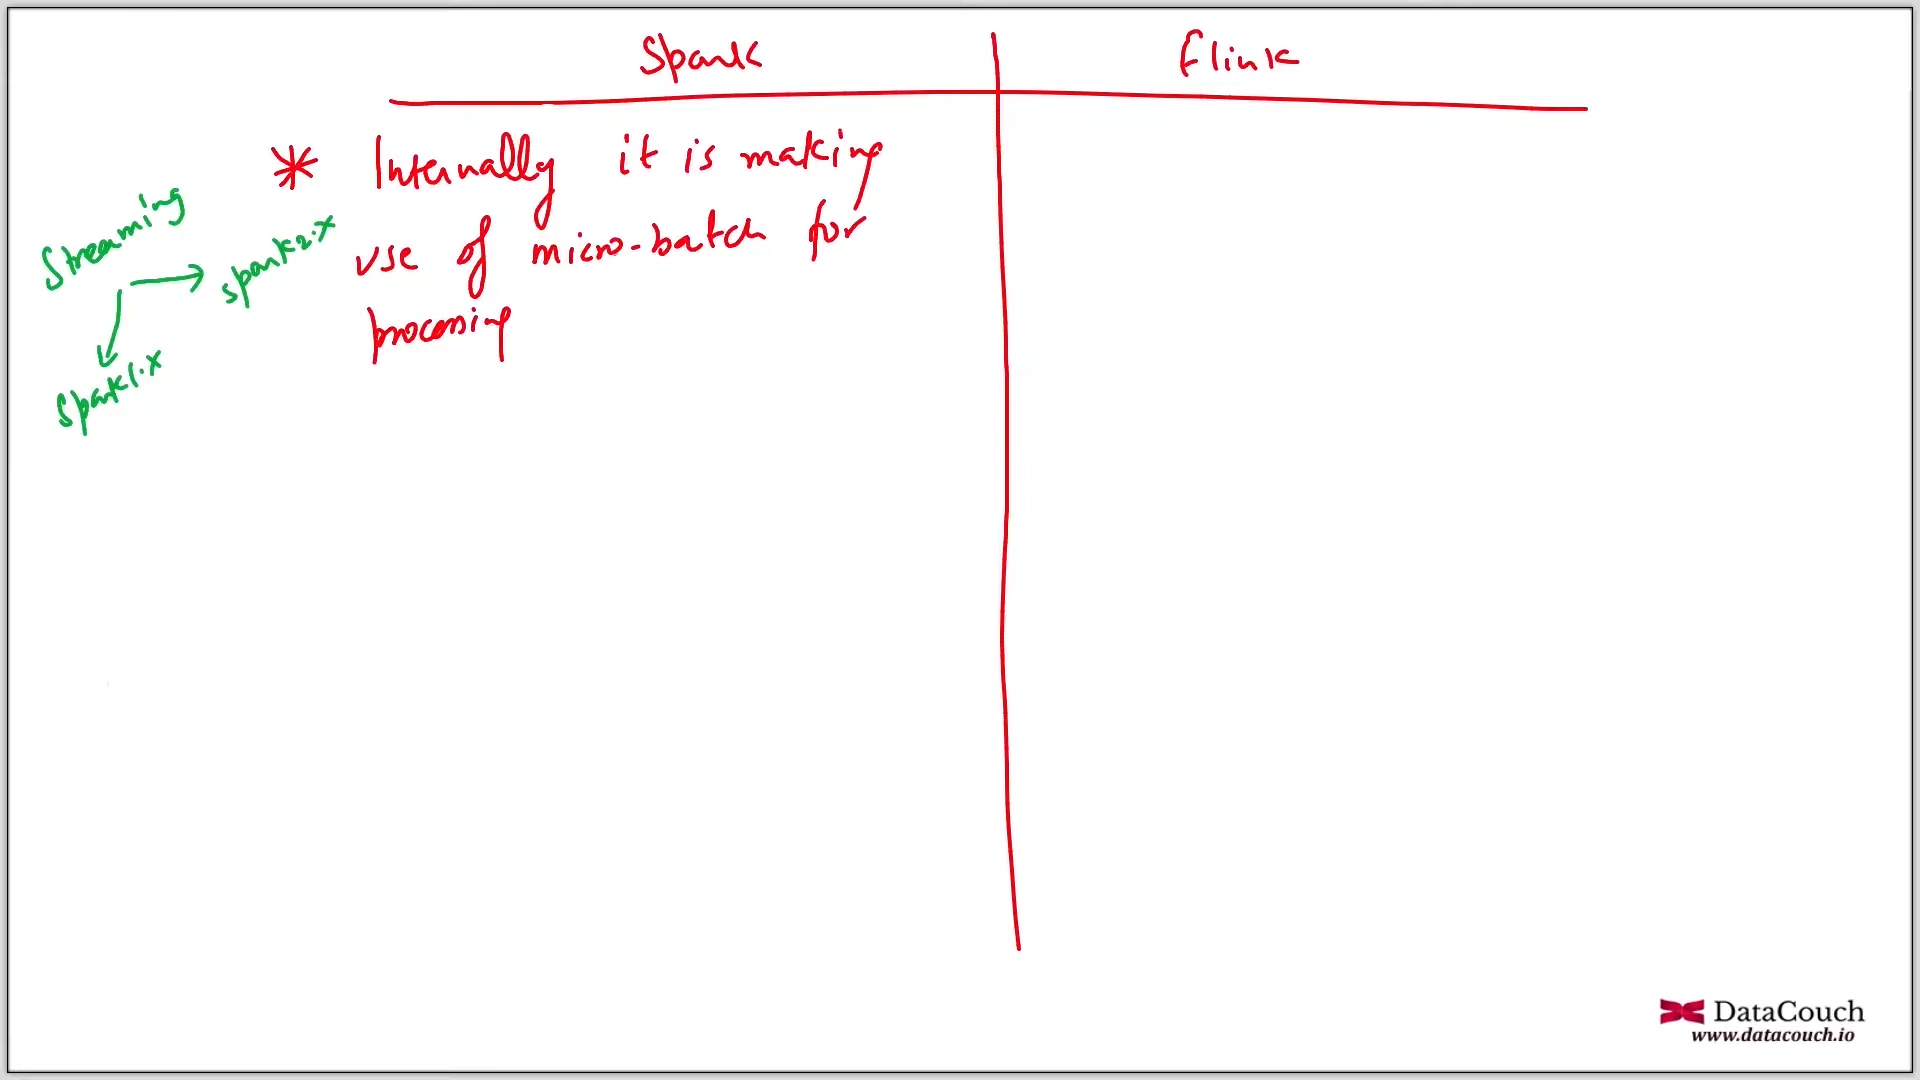 Spark
Flink
* Internally it is making
use of micro-batch for
processing
Streaming
spark2.x
Spark1.x
DataCouch
www.datacouch.io